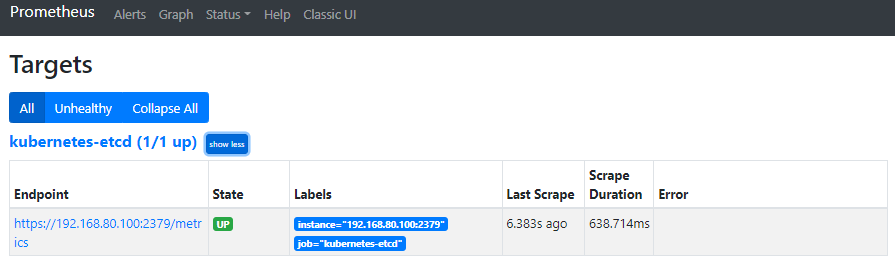 Prometheus Alerts Graph Status Help Classic UI
Targets
All Unhealthy Collapse All
kubernetes-etcd (1/1 up) show less
Endpoint State Labels Last Scrape Scrape Duration Error
https://192.168.80.100:2379/metrics UP instance="192.168.80.100:2379" 6.383s ago 638.714ms
job="kubernetes-etcd"